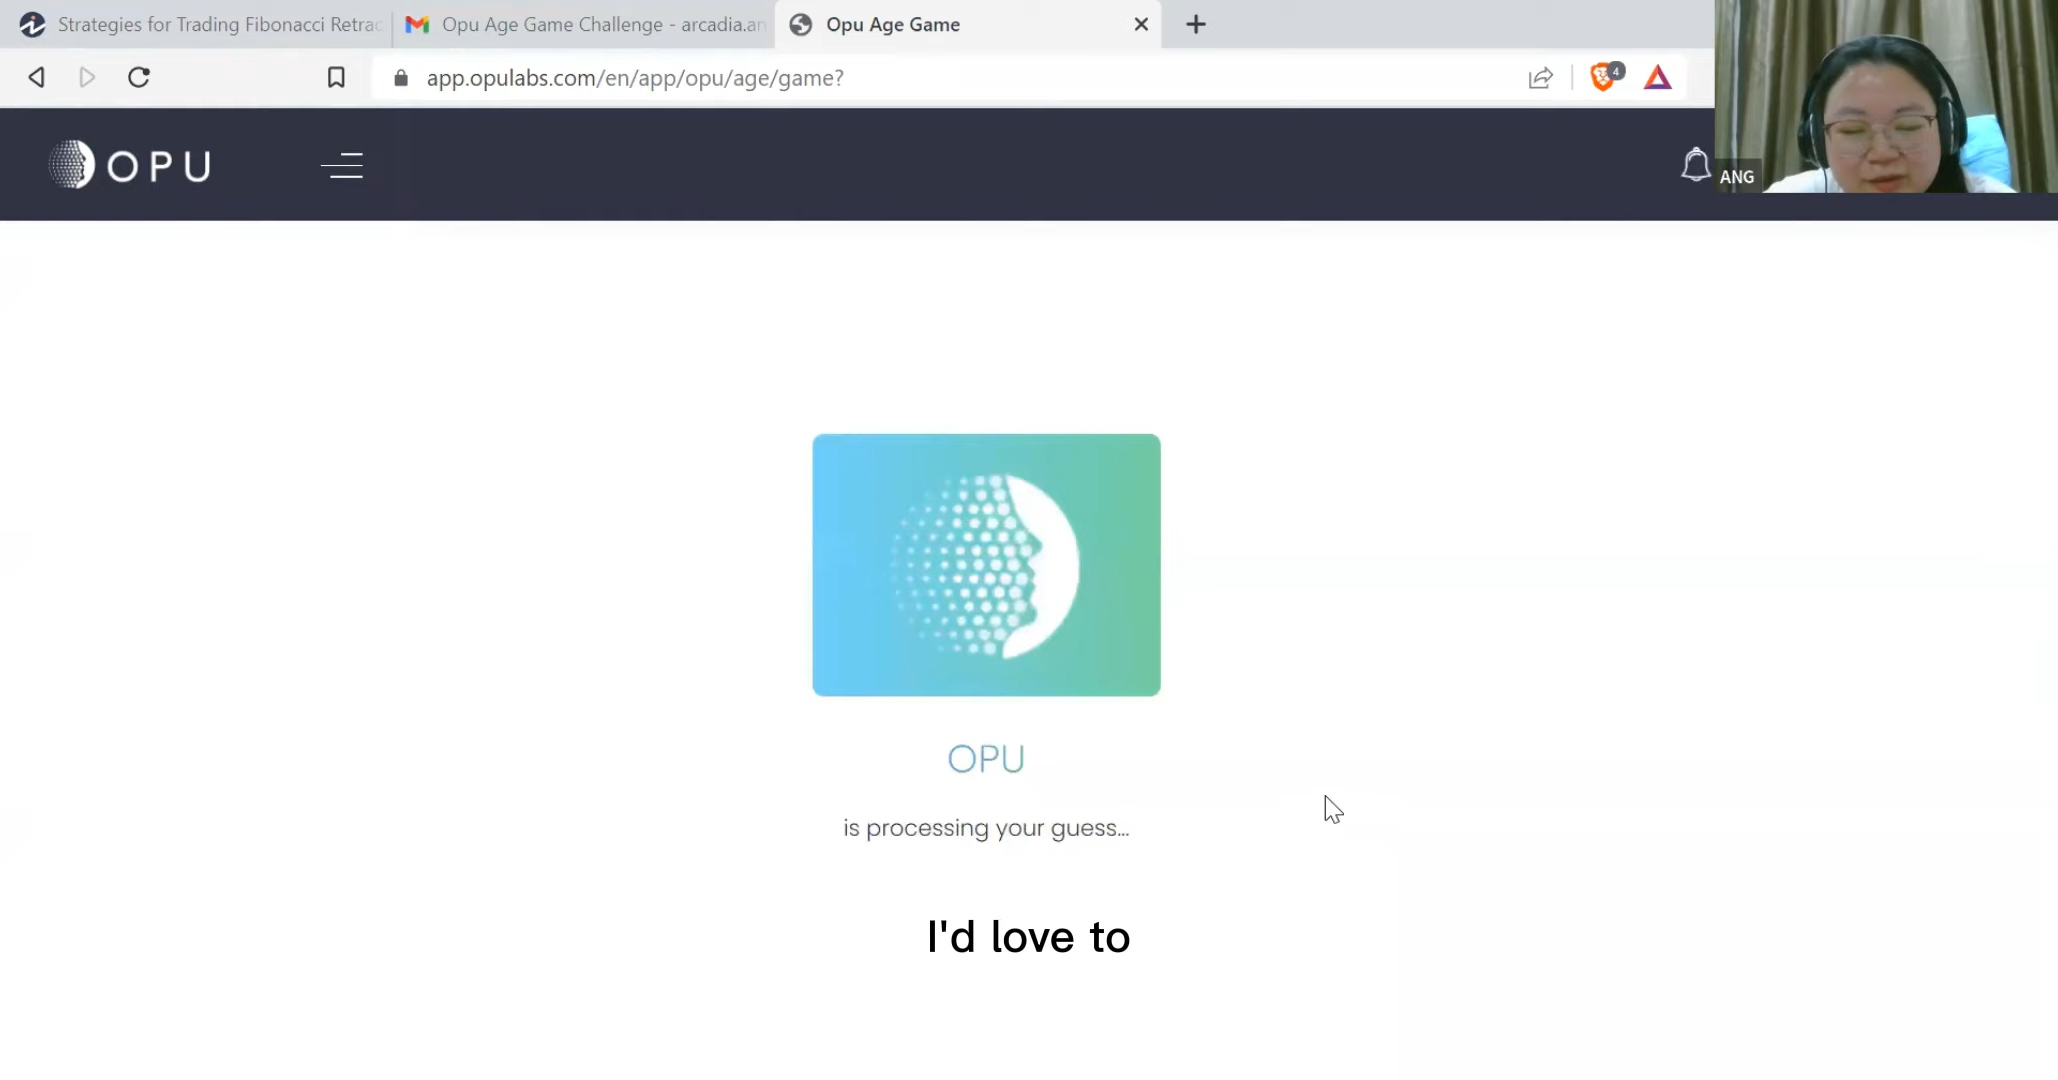 Strategies for Trading Fibonacci Retrac
Opu Age Game Challenge - arcadia.an
Opu Age Game
app.opulabs.com/en/app/opu/age/game?
4
OPU
ANG
OPU
is processing your guess...
I'd love to